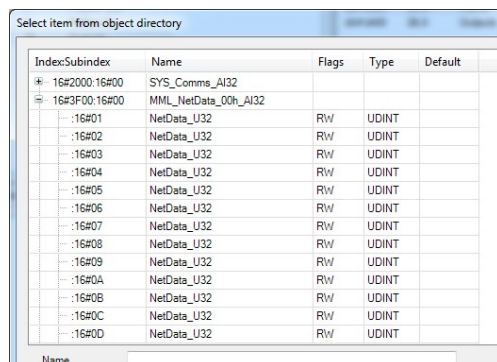 Select item from object directory
Index:Subindex Name Flags Type Default
16#2000:16#00 SYS_Comms_AI32
16#3F00:16#00 MML_NetData_00h_AI32
:16#01 NetData_U32 RW UDINT
:16#02 NetData_U32 RW UDINT
:16#03 NetData_U32 RW UDINT
:16#04 NetData_U32 RW UDINT
:16#05 NetData_U32 RW UDINT
:16#06 NetData_U32 RW UDINT
:16#07 NetData_U32 RW UDINT
:16#08 NetData_U32 RW UDINT
:16#09 NetData_U32 RW UDINT
:16#0A NetData_U32 RW UDINT
:16#0B NetData_U32 RW UDINT
:16#0C NetData_U32 RW UDINT
:16#0D NetData_U32 RW UDINT
Name